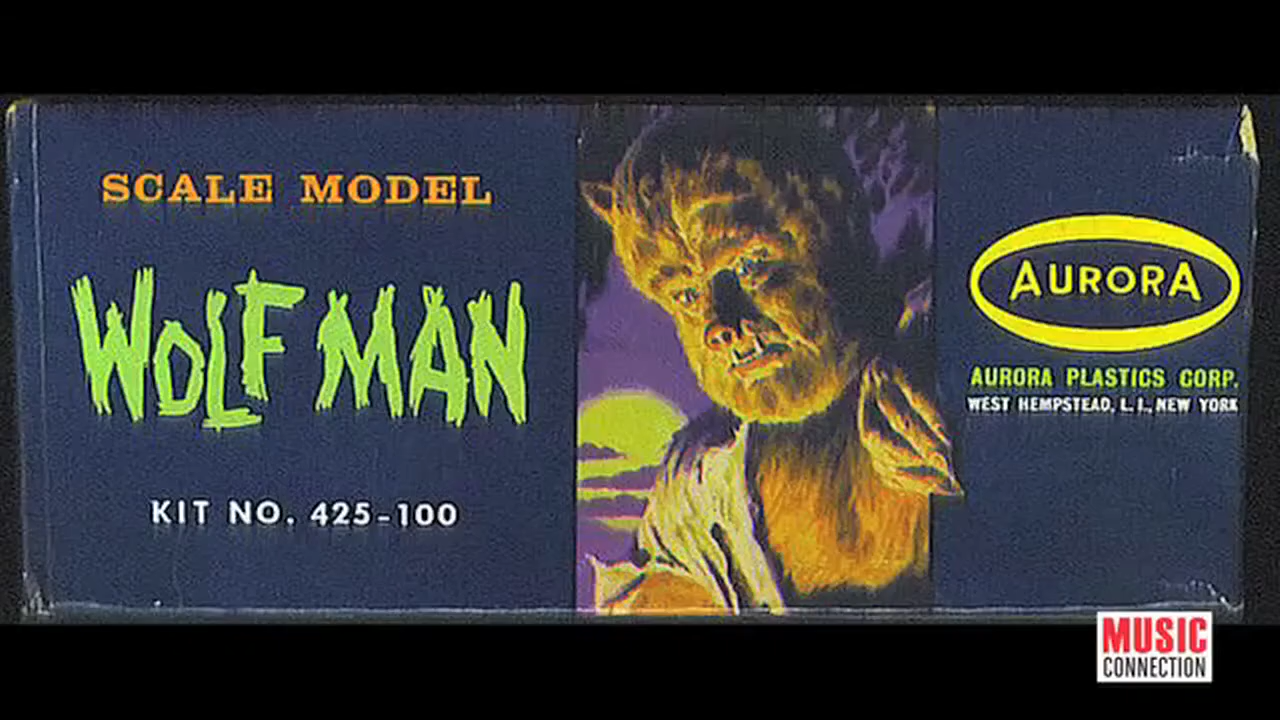 SCALE MODEL
WOLF MAN
KIT NO. 425-100
AURORA
AURORA PLASTICS CORP.
WEST HEMPSTEAD, L. I., NEW YORK
MUSIC
CONNECTION